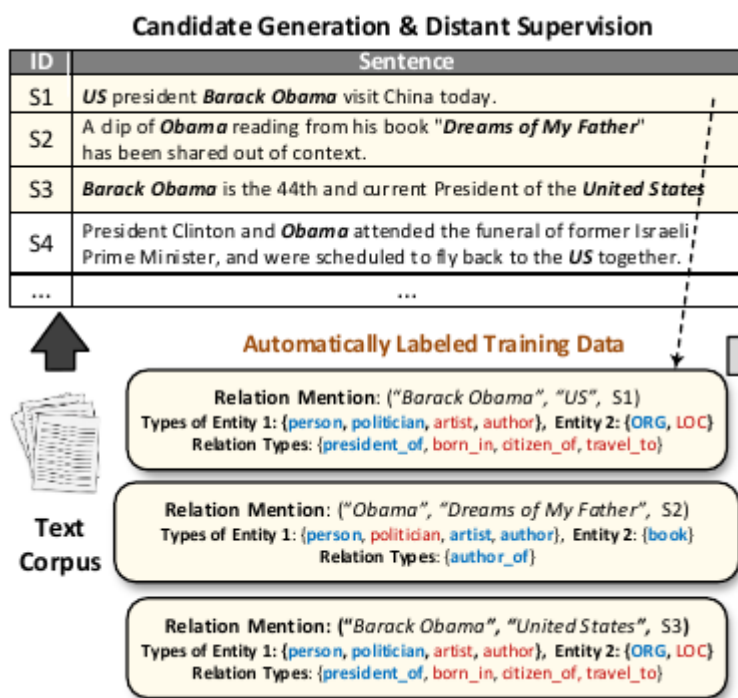 Candidate Generation & Distant Supervision
ID Sentence
S1 US president Barack Obama visit China today.
S2 A clip of Obama reading from his book "Dreams of My Father"
has been shared out of context.
S3 Barack Obama is the 44th and current President of the United States
S4 President Clinton and Obama attended the funeral of former Israeli
Prime Minister, and were scheduled to fly back to the US together.
... ...
Automatically Labeled Training Data
Relation Mention: ("Barack Obama", "US", S1)
Types of Entity 1: {person, politician, artist, author}, Entity 2: {ORG, LOC}
Relation Types: {president_of, born_in, citizen_of, travel_to}
Relation Mention: ("Obama", "Dreams of My Father", S2)
Types of Entity 1: {person, politician, artist, author}, Entity 2: {book}
Relation Types: {author_of}
Text
Corpus
Relation Mention: ("Barack Obama", "United States", S3)
Types of Entity 1: {person, politician, artist, author}, Entity 2: {ORG, LOC}
Relation Types: {president_of, born_in, citizen_of, travel_to}